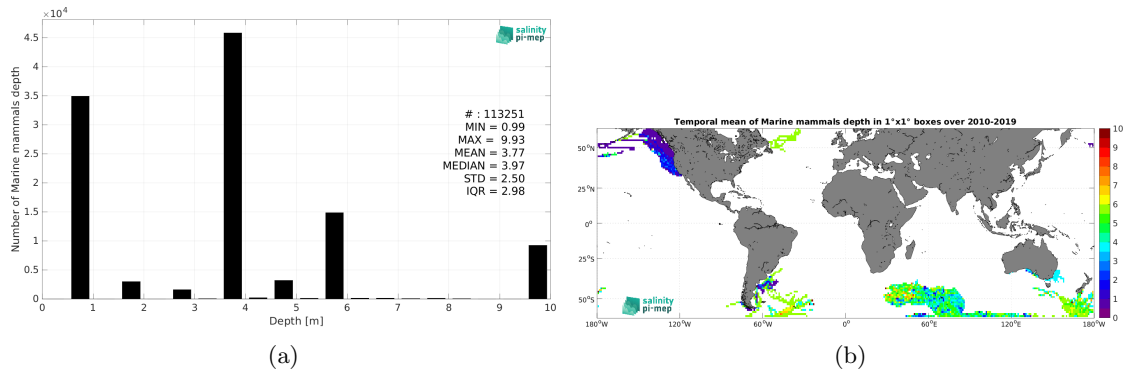 ×10⁴
4.5
4
3.5
3
2.5
2
1.5
1
0.5
0
Number of Marine mammals depth
0 1 2 3 4 5 6 7 8 9 10
Depth [m]
salinity
pi-mep
# : 113251
MIN = 0.99
MAX = 9.93
MEAN = 3.77
MEDIAN = 3.97
STD = 2.50
IQR = 2.98
(a)
Temporal mean of Marine mammals depth in 1°x1° boxes over 2010-2019
50°N
25°N
0°
25°S
50°S
180°W 120°W 60°W 0° 60°E 120°E 180°W
salinity
pi-mep
10
9
8
7
6
5
4
3
2
1
0
(b)